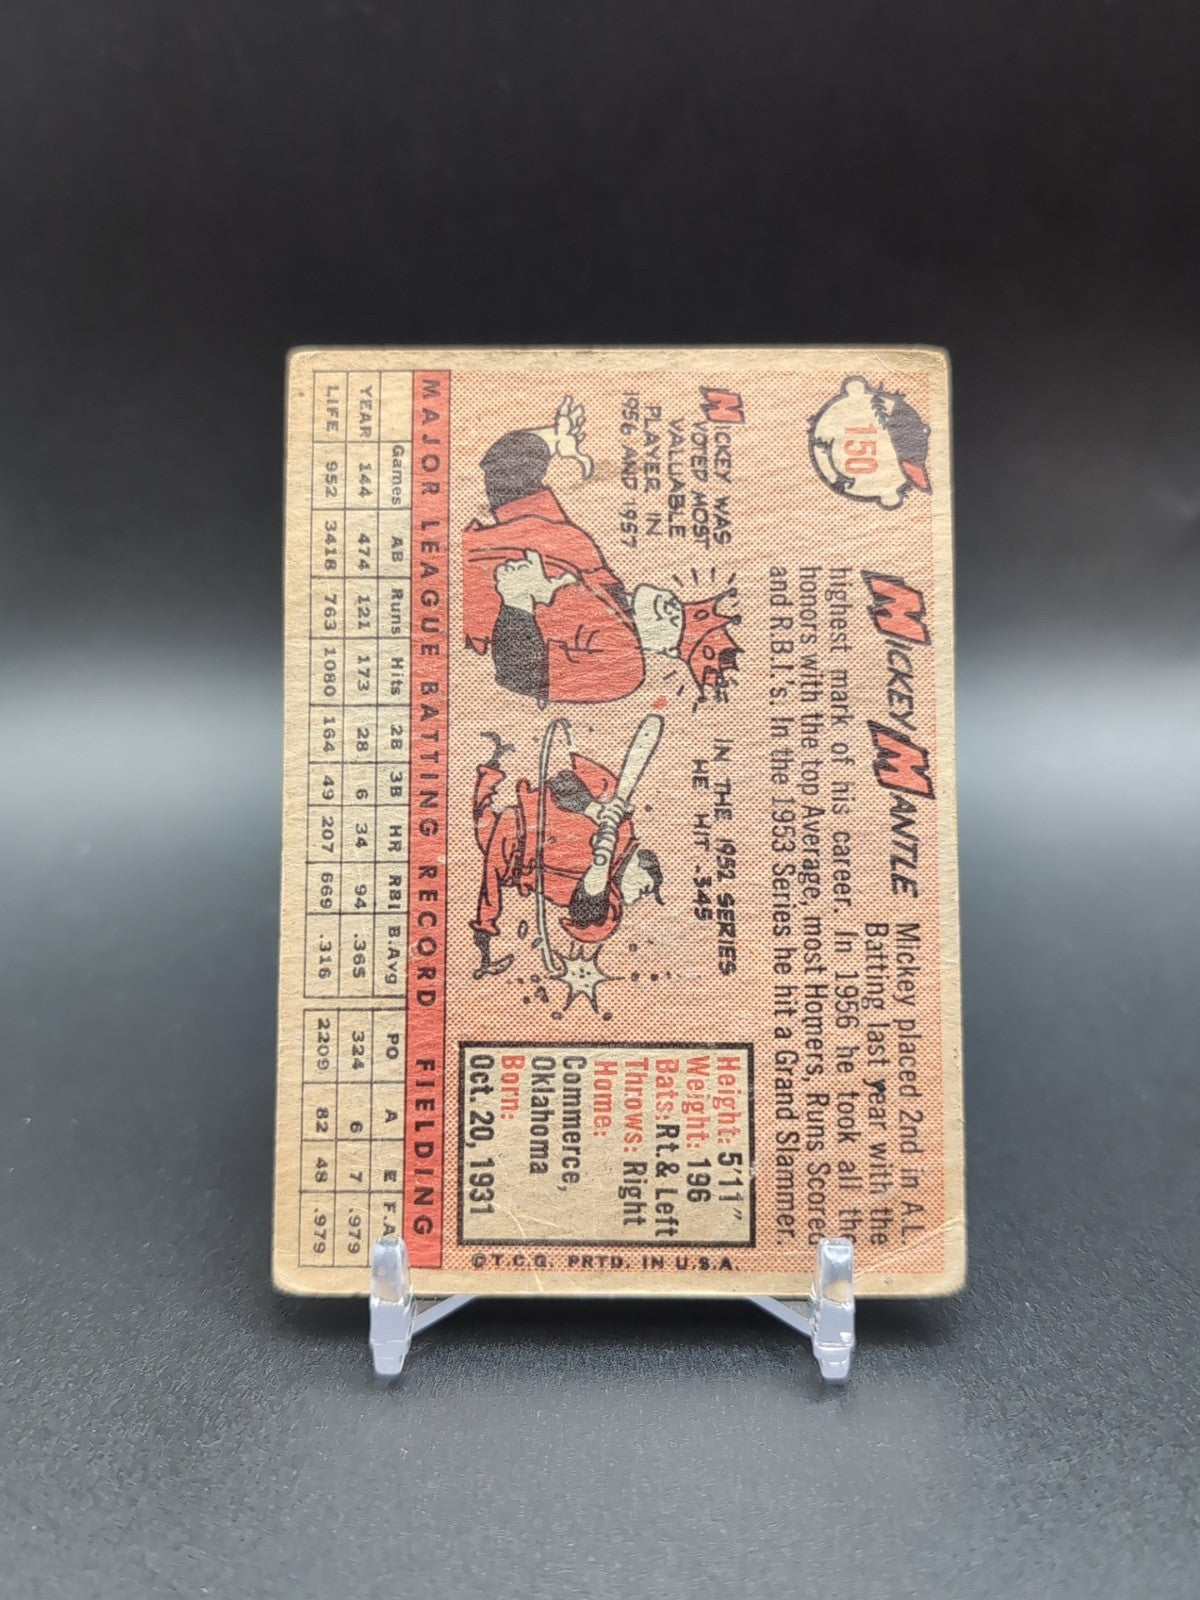 150
MICKEY MANTLE
Mickey placed 2nd in A.L.
Batting last year with the
highest mark of his career. In 1956 he took all the
honors with the top Average, most Homers, Runs Scored
and R.B.I.'s. In the 1953 Series he hit a Grand Slammer.
MICKEY WAS
VOTED MOST
VALUABLE
PLAYER IN
1956 AND 1957
IN THE 1952 SERIES
HE HIT .345
Height: 5'11"
Weight: 196
Bats: Rt. & Left
Throws: Right
Home:
Commerce,
Oklahoma
Born:
Oct. 20, 1931
© T.C.G. PRTD. IN U.S.A.
MAJOR LEAGUE BATTING RECORD FIELDING
Games AB Runs Hits 2B 3B HR RBI B.Avg PO A E F.A
YEAR 144 474 121 173 28 6 34 94 .365 324 6 7 .979
LIFE 952 3418 763 1080 164 49 207 669 .316 2209 82 48 .979